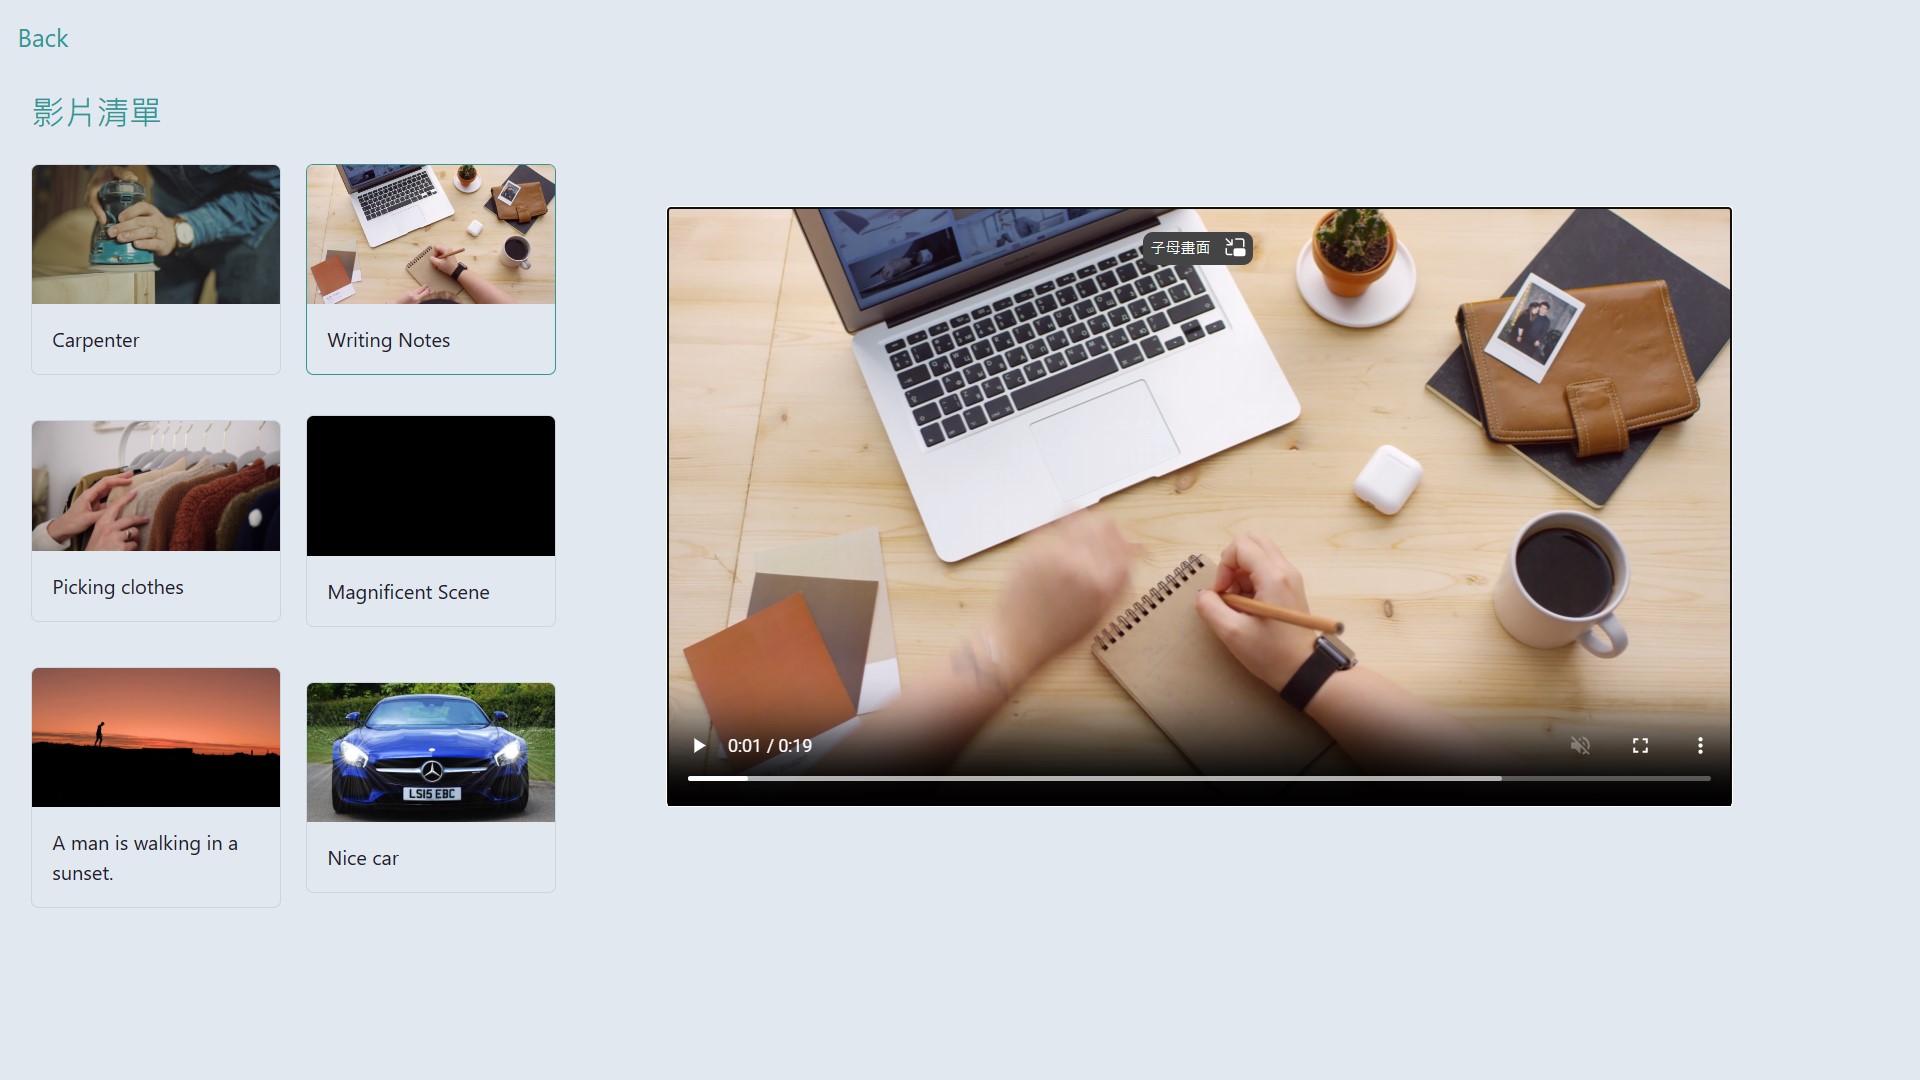 Back
影片清單
Carpenter
Writing Notes
Picking clothes
Magnificent Scene
LS15 EBC
A man is walking in a
sunset.
Nice car
子母畫面
0:01 / 0:19